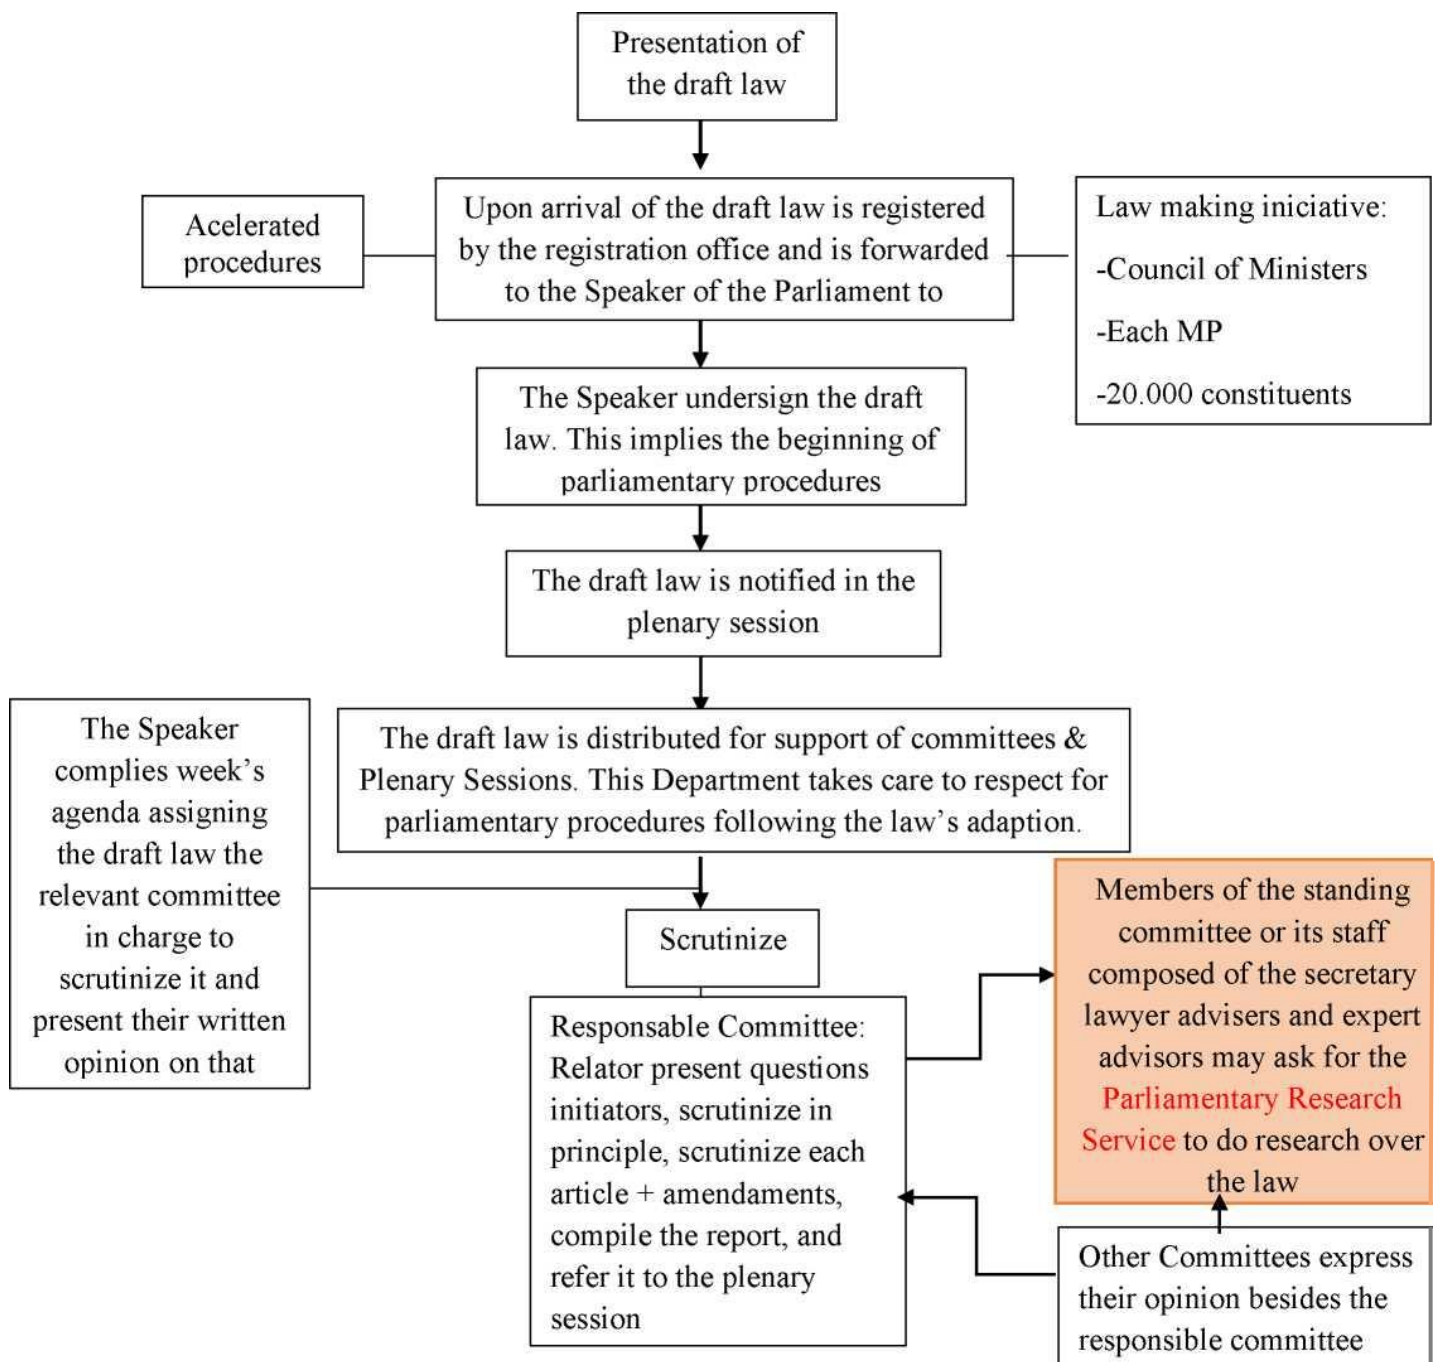 Presentation of
the draft law
Acelerated
procedures
Upon arrival of the draft law is registered
by the registration office and is forwarded
to the Speaker of the Parliament to
Law making iniciative:
-Council of Ministers
-Each MP
-20.000 constituents
The Speaker undersign the draft
law. This implies the beginning of
parliamentary procedures
The draft law is notified in the
plenary session
The Speaker
complies week’s
agenda assigning
the draft law the
relevant committee
in charge to
scrutinize it and
present their written
opinion on that
The draft law is distributed for support of committees &
Plenary Sessions. This Department takes care to respect for
parliamentary procedures following the law’s adaption.
Scrutinize
Responsable Committee:
Relator present questions
initiators, scrutinize in
principle, scrutinize each
article + amendaments,
compile the report, and
refer it to the plenary
session
Members of the standing
committee or its staff
composed of the secretary
lawyer advisers and expert
advisors may ask for the
Parliamentary Research
Service to do research over
the law
Other Committees express
their opinion besides the
responsible committee